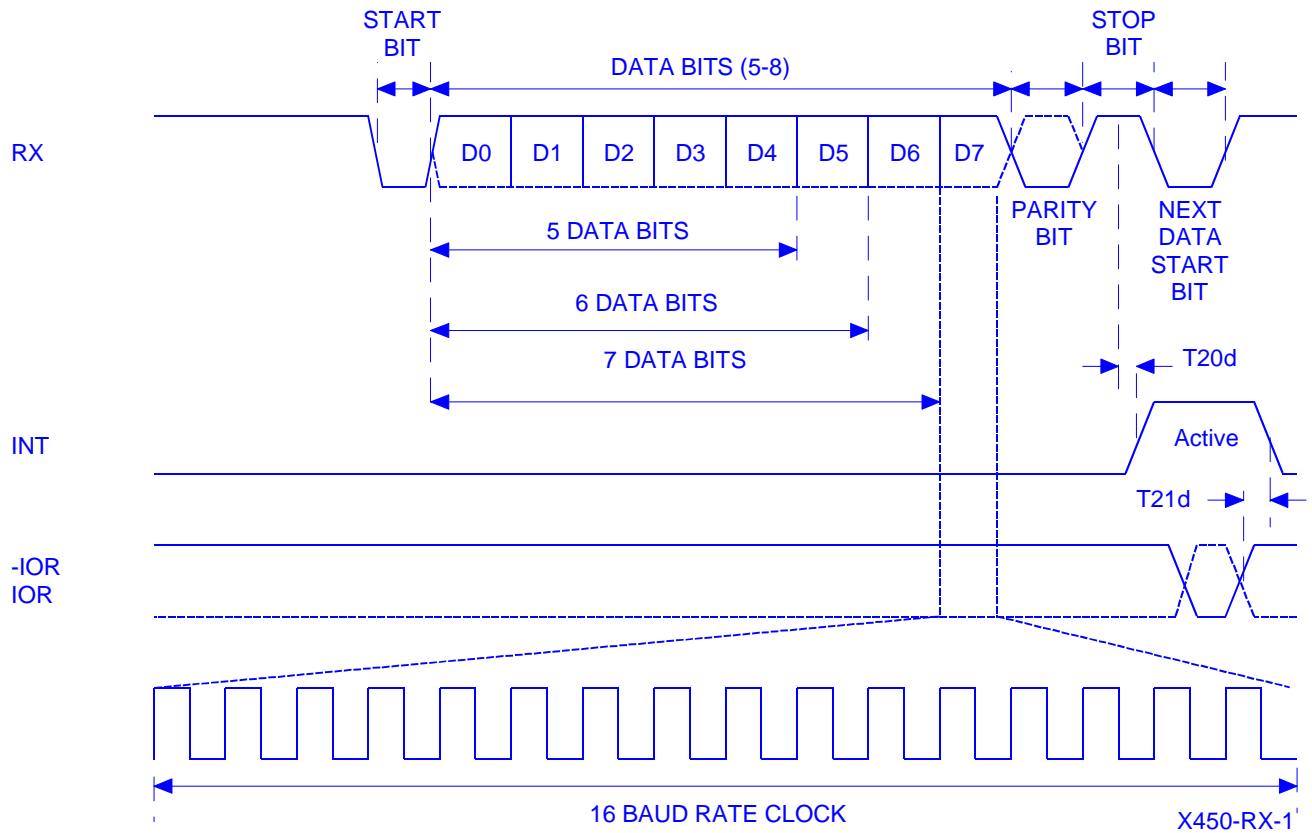 START
BIT
STOP
BIT
DATA BITS (5-8)
RX
D0 D1 D2 D3 D4 D5 D6 D7
PARITY
BIT
NEXT
DATA
START
BIT
5 DATA BITS
6 DATA BITS
7 DATA BITS
T20d
INT
Active
T21d
-IOR
IOR
16 BAUD RATE CLOCK
X450-RX-1